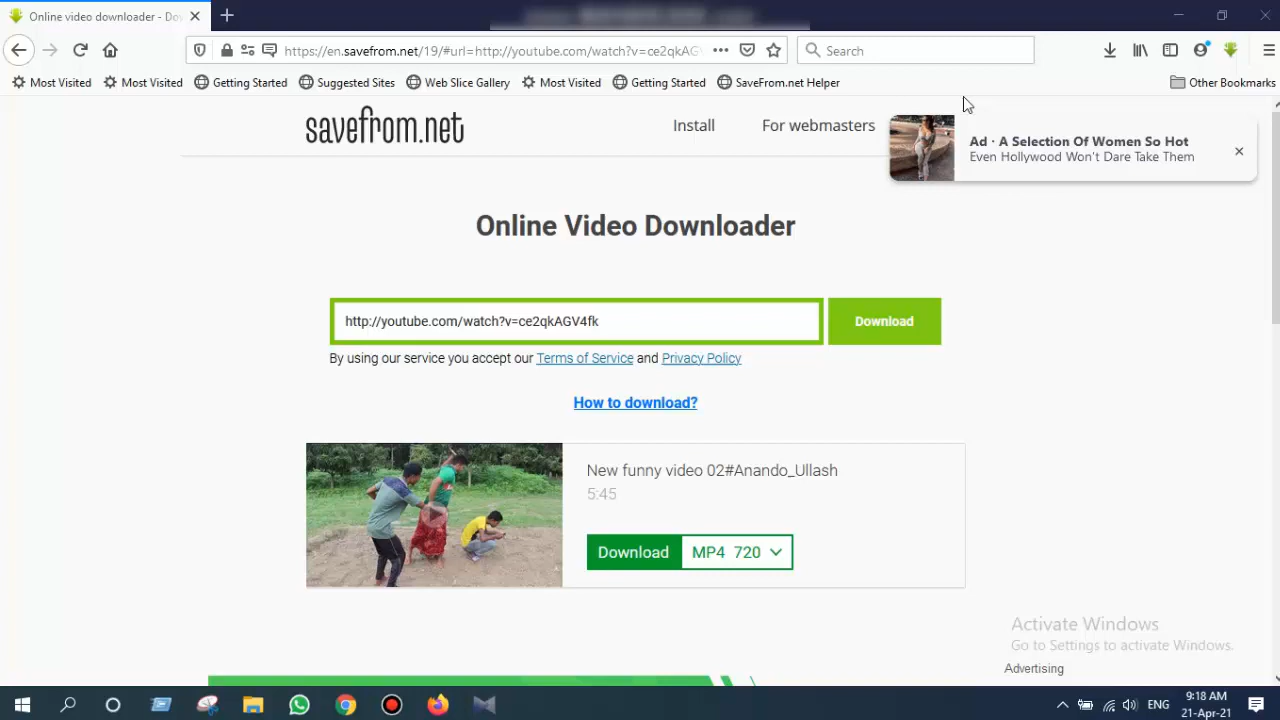 Online video downloader - Do
https://en.savefrom.net/19/#url=http://youtube.com/watch?v=ce2qkAG
Search
Most Visited
Most Visited
Getting Started
Suggested Sites
Web Slice Gallery
Most Visited
Getting Started
SaveFrom.net Helper
Other Bookmarks
savefrom.net
Install
For webmasters
Ad · A Selection Of Women So Hot
Even Hollywood Won't Dare Take Them
Online Video Downloader
http://youtube.com/watch?v=ce2qkAGV4fk
Download
By using our service you accept our Terms of Service and Privacy Policy
How to download?
New funny video 02#Anando_Ullash
5:45
Download
MP4 720
Activate Windows
Go to Settings to activate Windows.
Advertising
ENG
9:18 AM
21-Apr-21